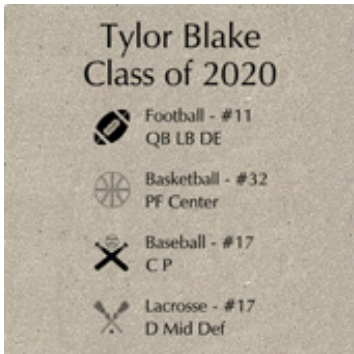 Tylor Blake
Class of 2020
Football - #11
QB LB DE
Basketball - #32
PF Center
Baseball - #17
C P
Lacrosse - #17
D Mid Def